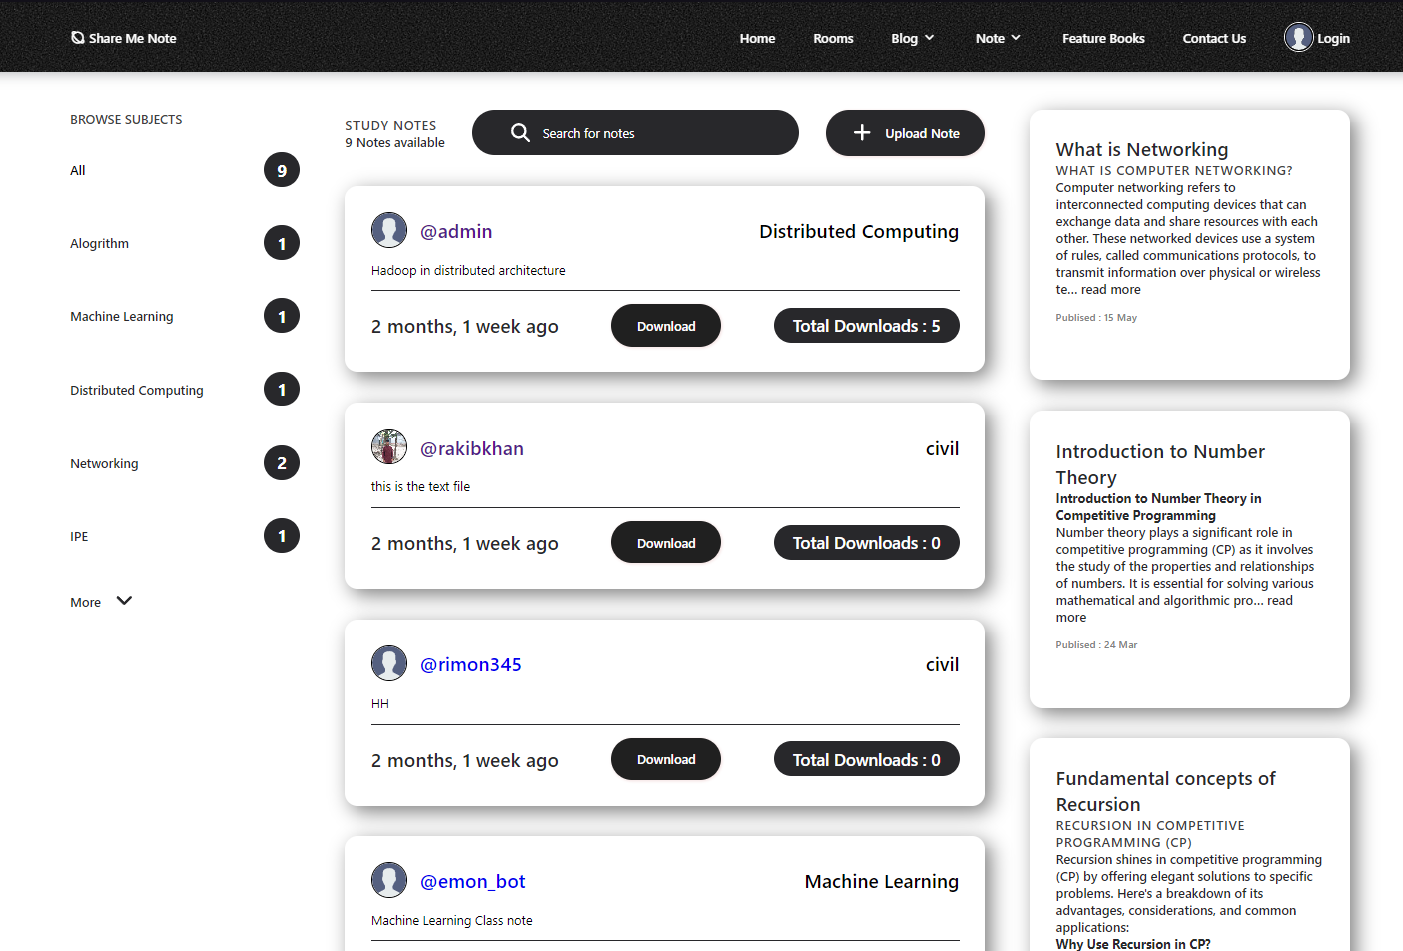 Share Me Note
Home
Rooms
Blog
Note
Feature Books
Contact Us
Login
BROWSE SUBJECTS
All
9
Alogrithm
1
Machine Learning
1
Distributed Computing
1
Networking
2
IPE
1
More
STUDY NOTES
9 Notes available
Search for notes
Upload Note
@admin
Distributed Computing
Hadoop in distributed architecture
2 months, 1 week ago
Download
Total Downloads : 5
@rakibkhan
civil
this is the text file
2 months, 1 week ago
Download
Total Downloads : 0
@rimon345
civil
HH
2 months, 1 week ago
Download
Total Downloads : 0
@emon_bot
Machine Learning
Machine Learning Class note
What is Networking
WHAT IS COMPUTER NETWORKING?
Computer networking refers to
interconnected computing devices that can
exchange data and share resources with each
other. These networked devices use a system
of rules, called communications protocols, to
transmit information over physical or wireless
te... read more
Publised : 15 May
Introduction to Number
Theory
Introduction to Number Theory in
Competitive Programming
Number theory plays a significant role in
competitive programming (CP) as it involves
the study of the properties and relationships
of numbers. It is essential for solving various
mathematical and algorithmic pro... read
more
Publised : 24 Mar
Fundamental concepts of
Recursion
RECURSION IN COMPETITIVE
PROGRAMMING (CP)
Recursion shines in competitive programming
(CP) by offering elegant solutions to specific
problems. Here's a breakdown of its
advantages, considerations, and common
applications:
Why Use Recursion in CP?